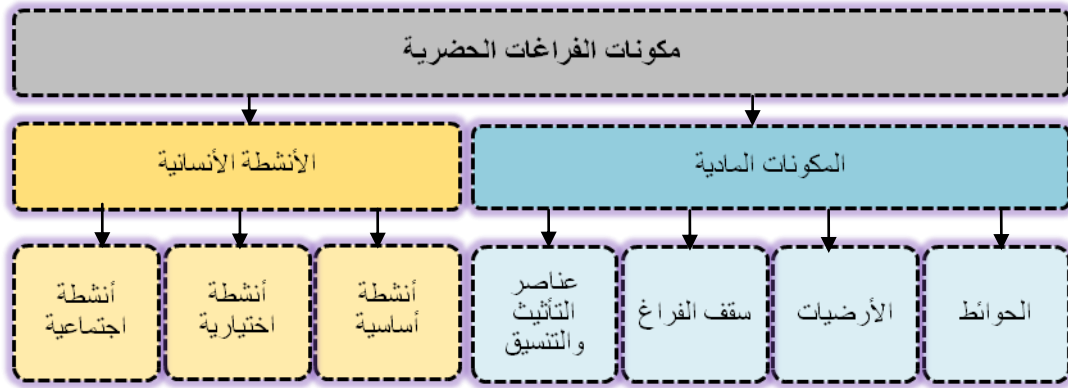 مكونات الفراغات الحضرية
المكونات المادية
الأنشطة الأنسانية
الحوائط
الأرضيات
سقف الفراغ
عناصر
التأثيث
والتنسيق
أنشطة
أساسية
أنشطة
اختيارية
أنشطة
اجتماعية